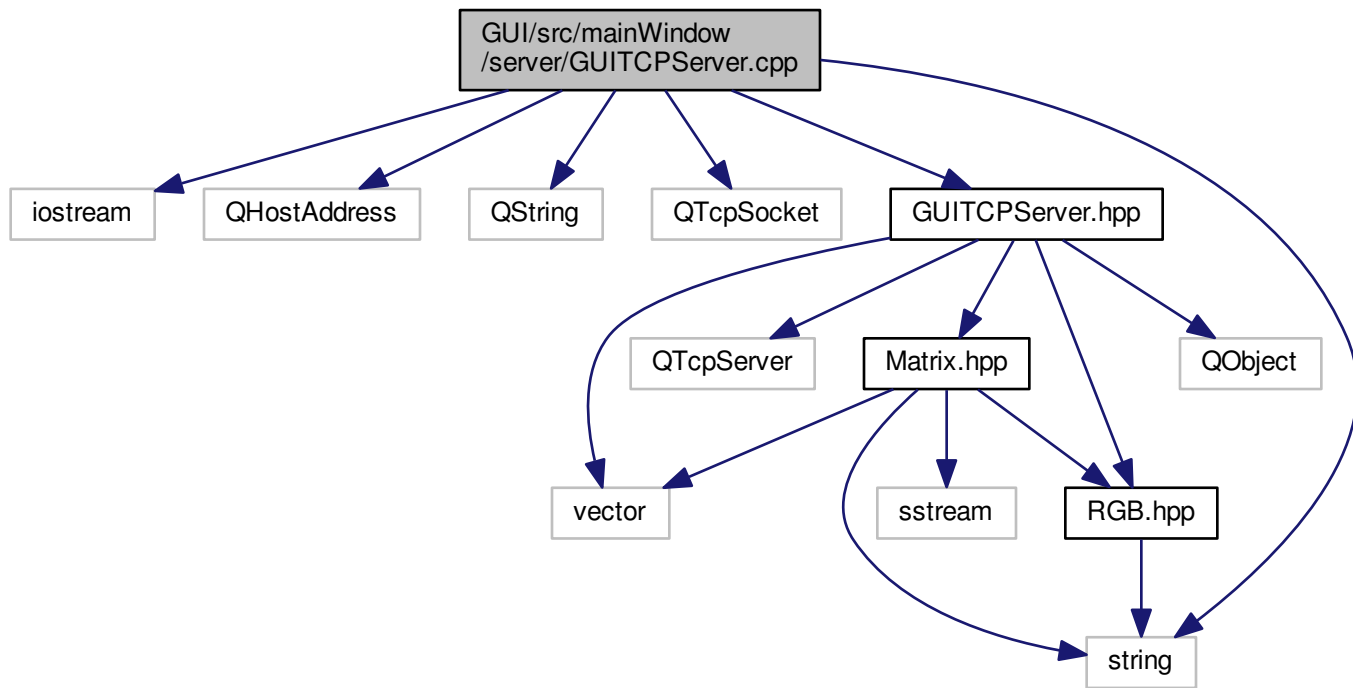 GUI/src/mainWindow
/server/GUITCPServer.cpp
iostream
QHostAddress
QString
QTcpSocket
GUITCPServer.hpp
QTcpServer
Matrix.hpp
QObject
vector
sstream
RGB.hpp
string